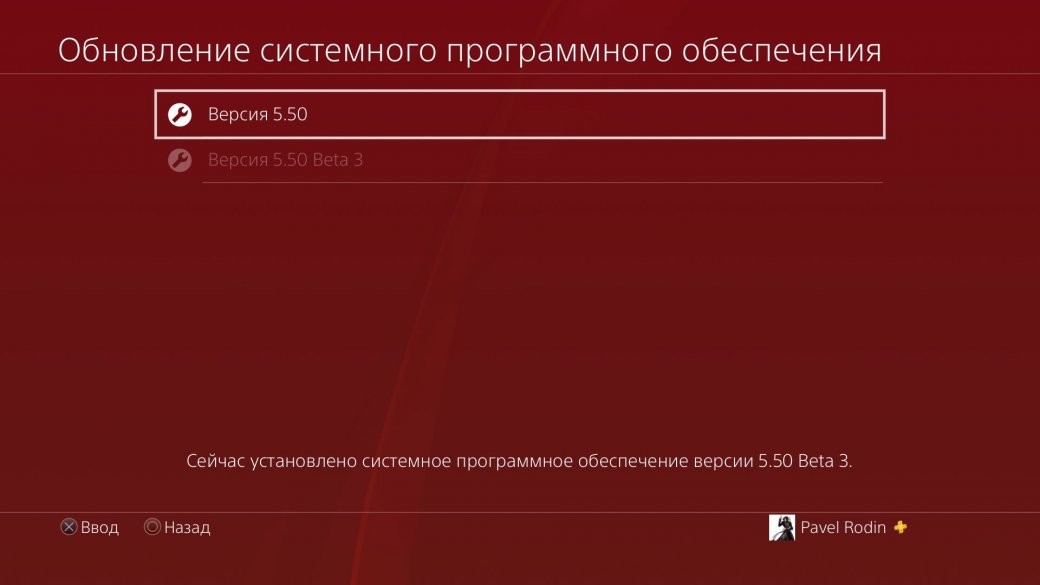 Обновление системного программного обеспечения
Версия 5.50
Версия 5.50 Beta 3
Сейчас установлено системное программное обеспечение версии 5.50 Beta 3.
Ввод Назад Pavel Rodin